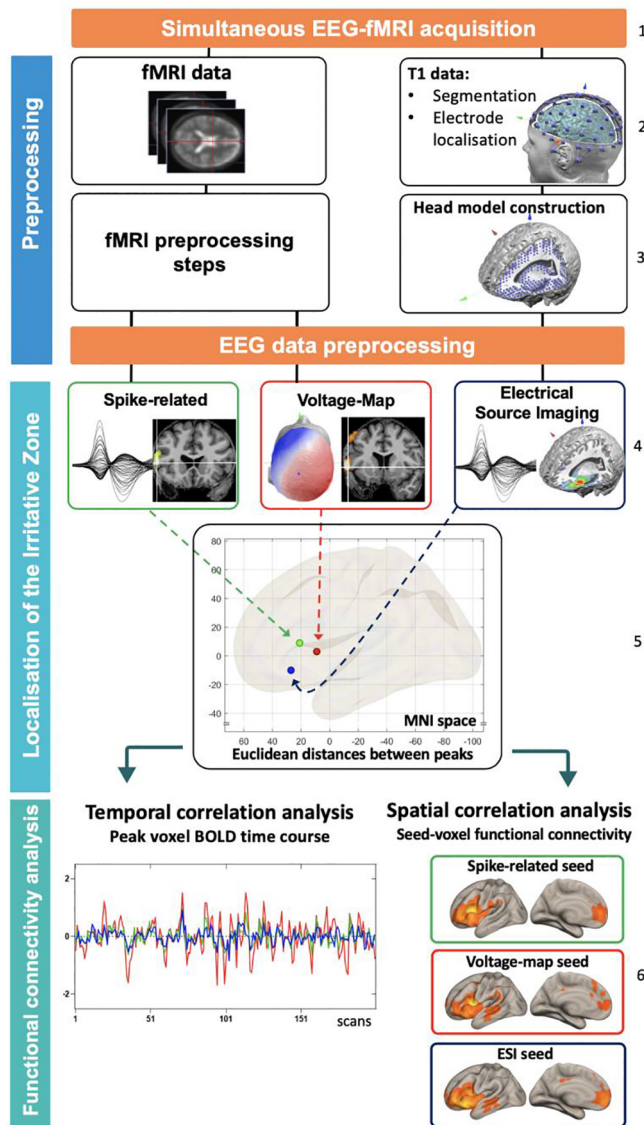 Simultaneous EEG-fMRI acquisition
1
Preprocessing
fMRI data
T1 data:
• Segmentation
• Electrode
localisation
2
fMRI preprocessing
steps
Head model construction
3
EEG data preprocessing
Localisation of the Irritative Zone
Spike-related
Voltage-Map
Electrical
Source Imaging
4
80
60
40
20
0
-20
-40
60 40 20 0 -20 -40 -60 -80 -100
MNI space
Euclidean distances between peaks
5
Functional connectivity analysis
Temporal correlation analysis
Peak voxel BOLD time course
2
0
-2
1 51 101 151
scans
Spatial correlation analysis
Seed-voxel functional connectivity
Spike-related seed
Voltage-map seed
6
ESI seed